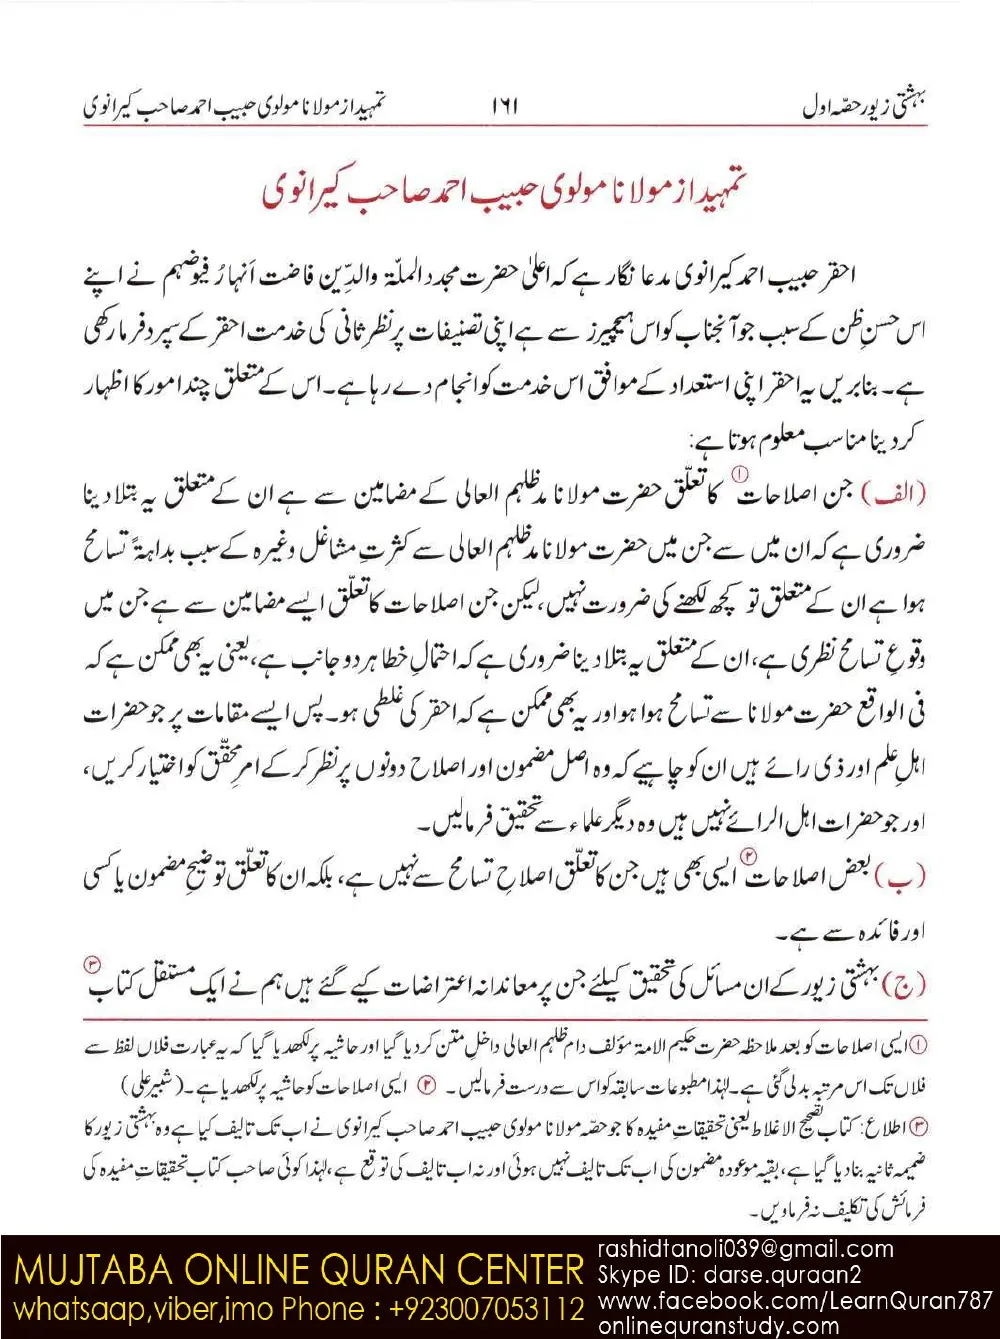 بہشتی زیور حصّہ اول ۱۶۱ تمہید از مولانا مولوی حبیب احمد صاحب کیرانوی
تمہید از مولانا مولوی حبیب احمد صاحب کیرانوی
احقر حبیب احمد کیرانوی مدعا نگار ہے کہ اعلیٰ حضرت مجدد الملّۃ والدِّین فاضت اَنہارُ فیوضہم نے اپنے
اس حسنِ ظن کے سبب جو آنجناب کو اس ہیچیرز سے ہے اپنی تصنیفات پر نظر ثانی کی خدمت احقر کے سپرد فرما رکھی
ہے۔ بنا بریں یہ احقر اپنی استعداد کے موافق اس خدمت کو انجام دے رہا ہے۔ اس کے متعلق چند امور کا اظہار
کر دینا مناسب معلوم ہوتا ہے:
(الف) جن اصلاحات ① کا تعلّق حضرت مولانا مدظلہم العالی کے مضامین سے ہے ان کے متعلق یہ بتلا دینا
ضروری ہے کہ ان میں سے جن میں حضرت مولانا مدظلہم العالی سے کثرتِ مشاغل وغیرہ کے سبب بداہۃً تسامح
ہوا ہے ان کے متعلق تو کچھ لکھنے کی ضرورت نہیں، لیکن جن اصلاحات کا تعلّق ایسے مضامین سے ہے جن میں
وقوعِ تسامح نظری ہے، ان کے متعلق یہ بتلا دینا ضروری ہے کہ احتمالِ خطا ہر دو جانب ہے، یعنی یہ بھی ممکن ہے کہ
فی الواقع حضرت مولانا سے تسامح ہوا ہو اور یہ بھی ممکن ہے کہ احقر کی غلطی ہو۔ پس ایسے مقامات پر جو حضرات
اہلِ علم اور ذی رائے ہیں ان کو چاہیے کہ وہ اصل مضمون اور اصلاح دونوں پر نظر کر کے امرِ محقّق کو اختیار کریں،
اور جو حضرات اہل الرائے نہیں ہیں وہ دیگر علماء سے تحقیق فرمالیں۔
(ب) بعض اصلاحات ② ایسی بھی ہیں جن کا تعلّق اصلاحِ تسامح سے نہیں ہے، بلکہ ان کا تعلّق توضیحِ مضمون یا کسی
اور فائدہ سے ہے۔
(ج) بہشتی زیور کے ان مسائل کی تحقیق کیلئے جن پر معاندانہ اعتراضات کیے گئے ہیں ہم نے ایک مستقل کتاب ③
① ایسی اصلاحات کو بعد ملاحظہ حضرت حکیم الامۃ مؤلف دام ظلہم العالی داخلِ متن کر دیا گیا اور حاشیہ پر لکھدیا گیا کہ یہ عبارت فلاں لفظ سے
فلاں تک اس مرتبہ بدلی گئی ہے۔ لہٰذا مطبوعات سابقہ کو اس سے درست فرمالیں۔ ② ایسی اصلاحات کو حاشیہ پر لکھدیا ہے۔ (شبیر علی)
③ اطلاع: کتاب تصحیح الاغلاط یعنی تحقیقاتِ مفیدہ کا جو حصّہ مولانا مولوی حبیب احمد صاحب کیرانوی نے اب تک تالیف کیا ہے وہ بہشتی زیور کا
ضمیمہ ثانیہ بنا دیا گیا ہے، بقیہ موعودہ مضمون کی اب تک تالیف نہیں ہوئی اور نہ اب تالیف کی توقع ہے، لہٰذا کوئی صاحب کتاب تحقیقاتِ مفیدہ کی
فرمائش کی تکلیف نہ فرماویں۔
MUJTABA ONLINE QURAN CENTER
whatsaap,viber,imo Phone : +923007053112
rashidtanoli039@gmail.com
Skype ID: darse.quraan2
www.facebook.com/LearnQuran787
onlinequranstudy.com